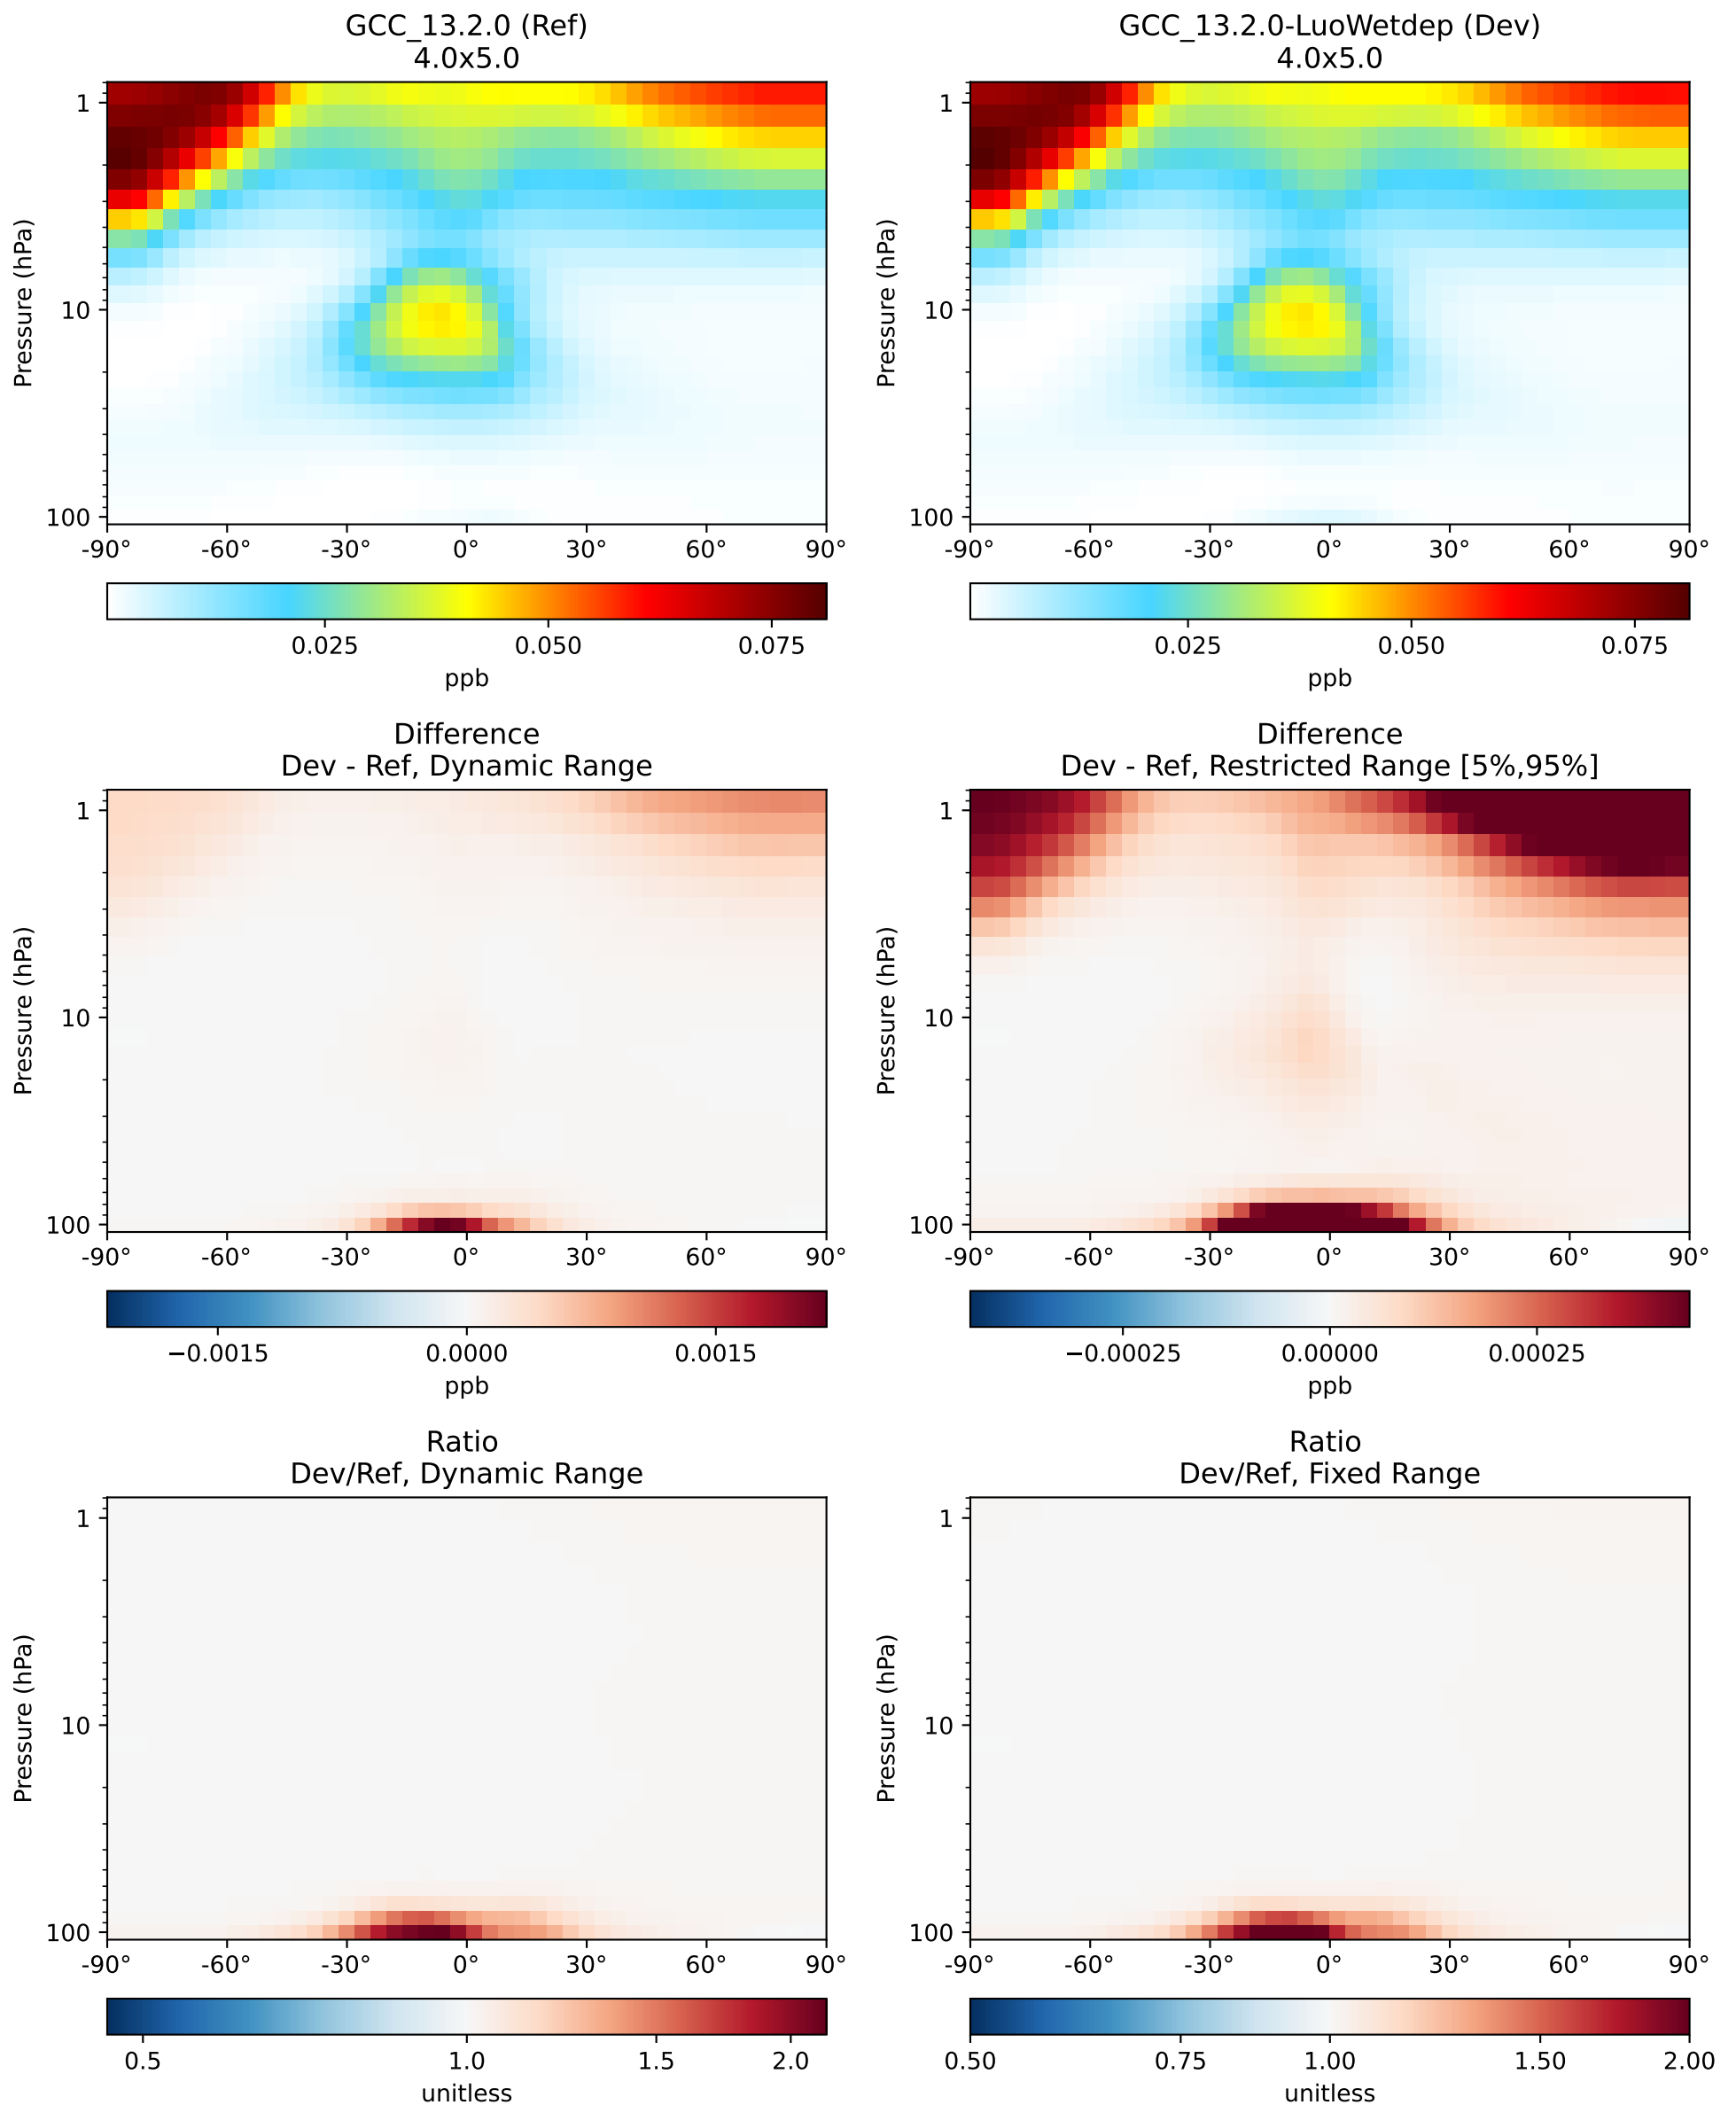 GCC_13.2.0 (Ref)
4.0x5.0
Pressure (hPa)
1
10
100
-90° -60° -30° 0° 30° 60° 90°
0.025 0.050 0.075
ppb
GCC_13.2.0-LuoWetdep (Dev)
4.0x5.0
Pressure (hPa)
1
10
100
-90° -60° -30° 0° 30° 60° 90°
0.025 0.050 0.075
ppb
Difference
Dev - Ref, Dynamic Range
Pressure (hPa)
1
10
100
-90° -60° -30° 0° 30° 60° 90°
−0.0015 0.0000 0.0015
ppb
Difference
Dev - Ref, Restricted Range [5%,95%]
Pressure (hPa)
1
10
100
-90° -60° -30° 0° 30° 60° 90°
−0.00025 0.00000 0.00025
ppb
Ratio
Dev/Ref, Dynamic Range
Pressure (hPa)
1
10
100
-90° -60° -30° 0° 30° 60° 90°
0.5 1.0 1.5 2.0
unitless
Ratio
Dev/Ref, Fixed Range
Pressure (hPa)
1
10
100
-90° -60° -30° 0° 30° 60° 90°
0.50 0.75 1.00 1.50 2.00
unitless